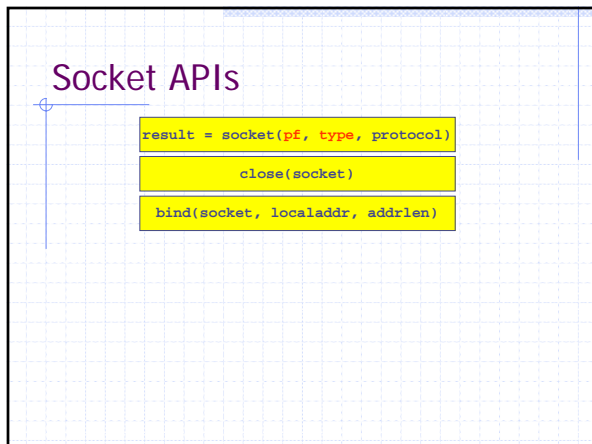 Socket APIs
result = socket(pf, type, protocol)
close(socket)
bind(socket, localaddr, addrlen)